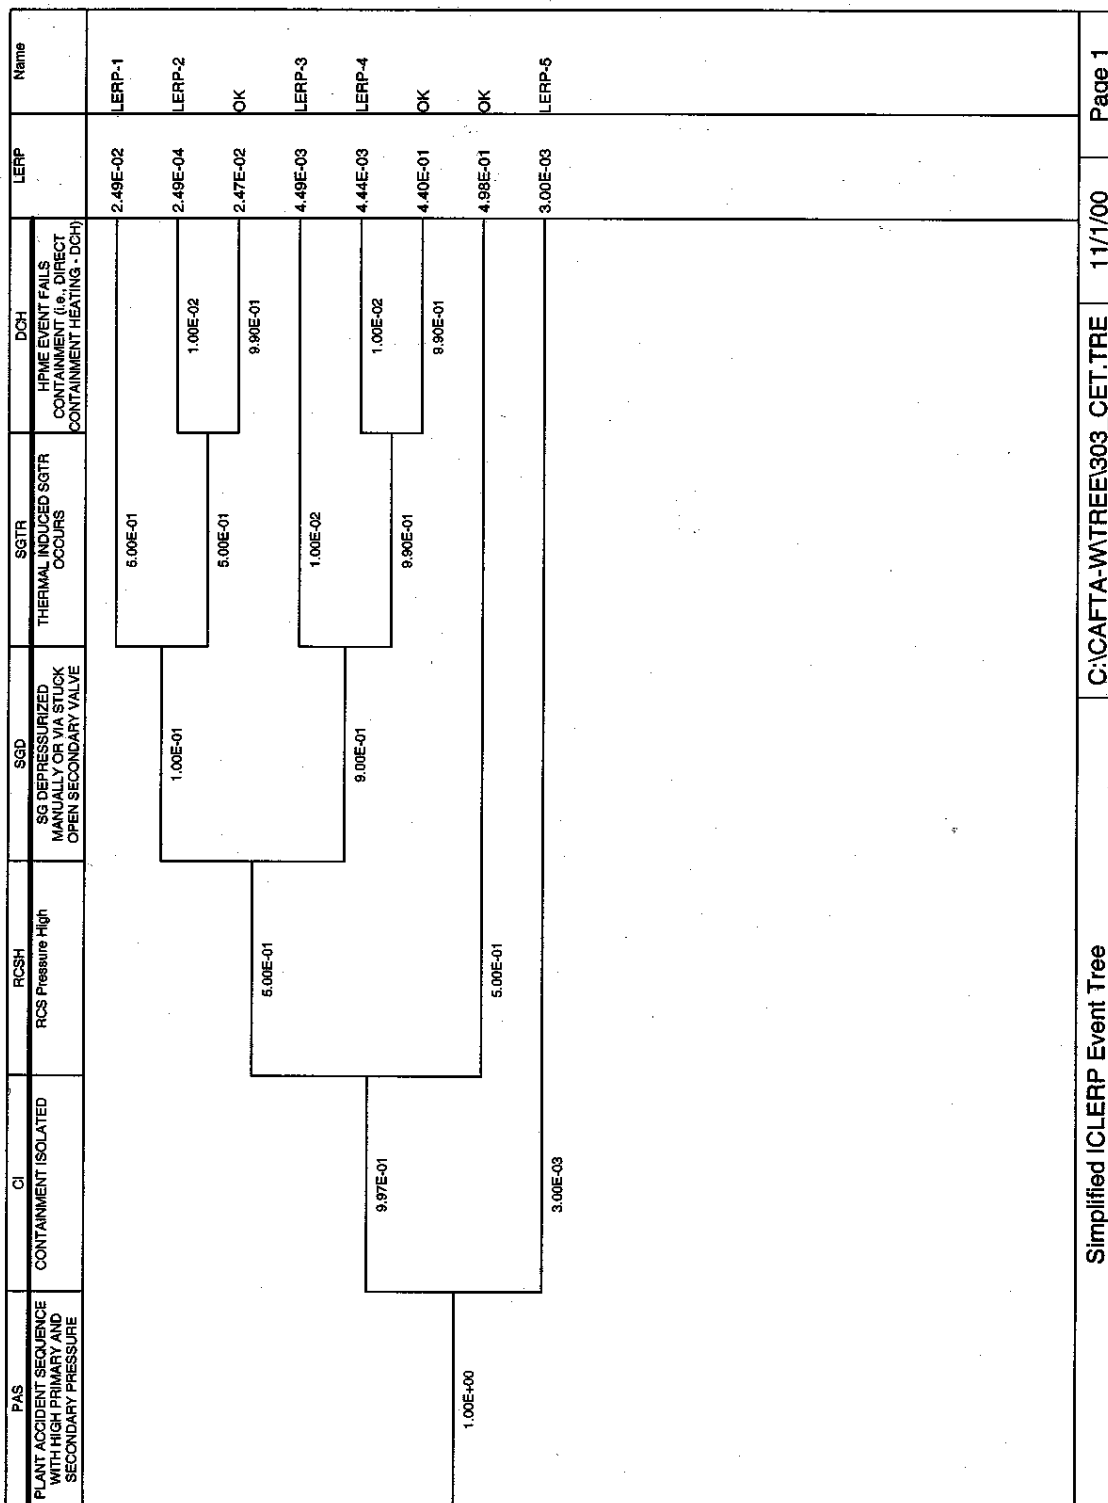 PAS
CI
RCSH
SGD
SGTR
DCH
LERP
Name
PLANT ACCIDENT SEQUENCE
WITH HIGH PRIMARY AND
SECONDARY PRESSURE
CONTAINMENT ISOLATED
RCS Pressure High
SG DEPRESSURIZED
MANUALLY OR VIA STUCK
OPEN SECONDARY VALVE
THERMAL INDUCED SGTR
OCCURS
HPME EVENT FAILS
CONTAINMENT (i.e., DIRECT
CONTAINMENT HEATING - DCH)
1.00E+00
9.97E-01
3.00E-03
5.00E-01
5.00E-01
1.00E-01
9.00E-01
5.00E-01
5.00E-01
1.00E-02
9.90E-01
1.00E-02
9.90E-01
1.00E-02
9.90E-01
2.49E-02 LERP-1
2.49E-04 LERP-2
2.47E-02 OK
4.49E-03 LERP-3
4.44E-03 LERP-4
4.40E-01 OK
4.98E-01 OK
3.00E-03 LERP-5
Simplified ICLERP Event Tree
C:\CAFTA-W\TREE\303_CET.TRE
11/1/00
Page 1